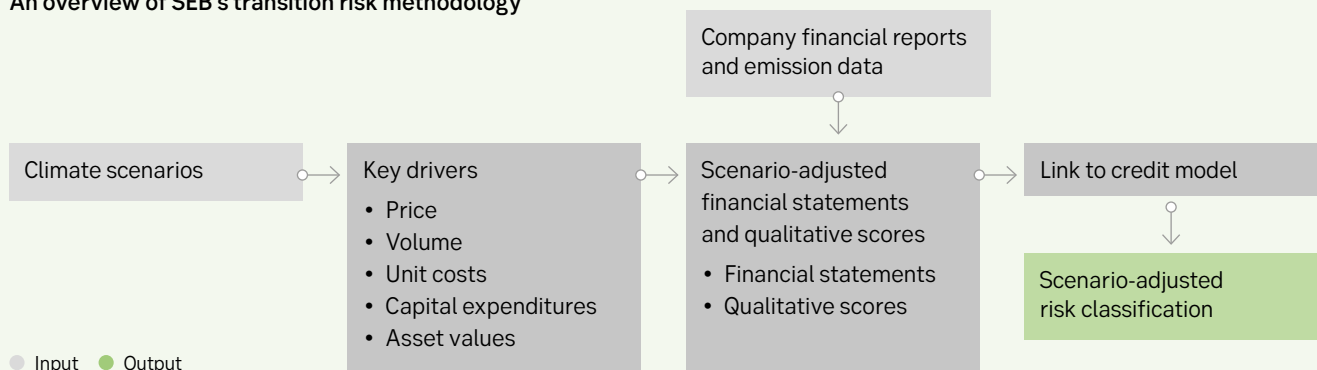 An overview of SEB's transition risk methodology
Company financial reports
and emission data
Climate scenarios
Key drivers
• Price
• Volume
• Unit costs
• Capital expenditures
• Asset values
Scenario-adjusted
financial statements
and qualitative scores
• Financial statements
• Qualitative scores
Link to credit model
Scenario-adjusted
risk classification
Input
Output